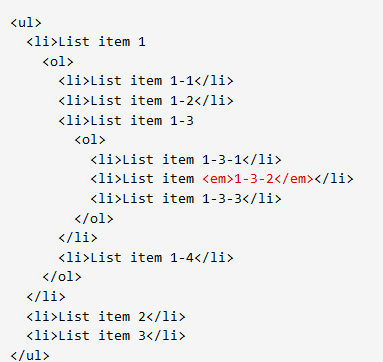 <ul>
  <li>List item 1
    <ol>
      <li>List item 1-1</li>
      <li>List item 1-2</li>
      <li>List item 1-3
        <ol>
          <li>List item 1-3-1</li>
          <li>List item <em>1-3-2</em></li>
          <li>List item 1-3-3</li>
        </ol>
      </li>
      <li>List item 1-4</li>
    </ol>
  </li>
  <li>List item 2</li>
  <li>List item 3</li>
</ul>